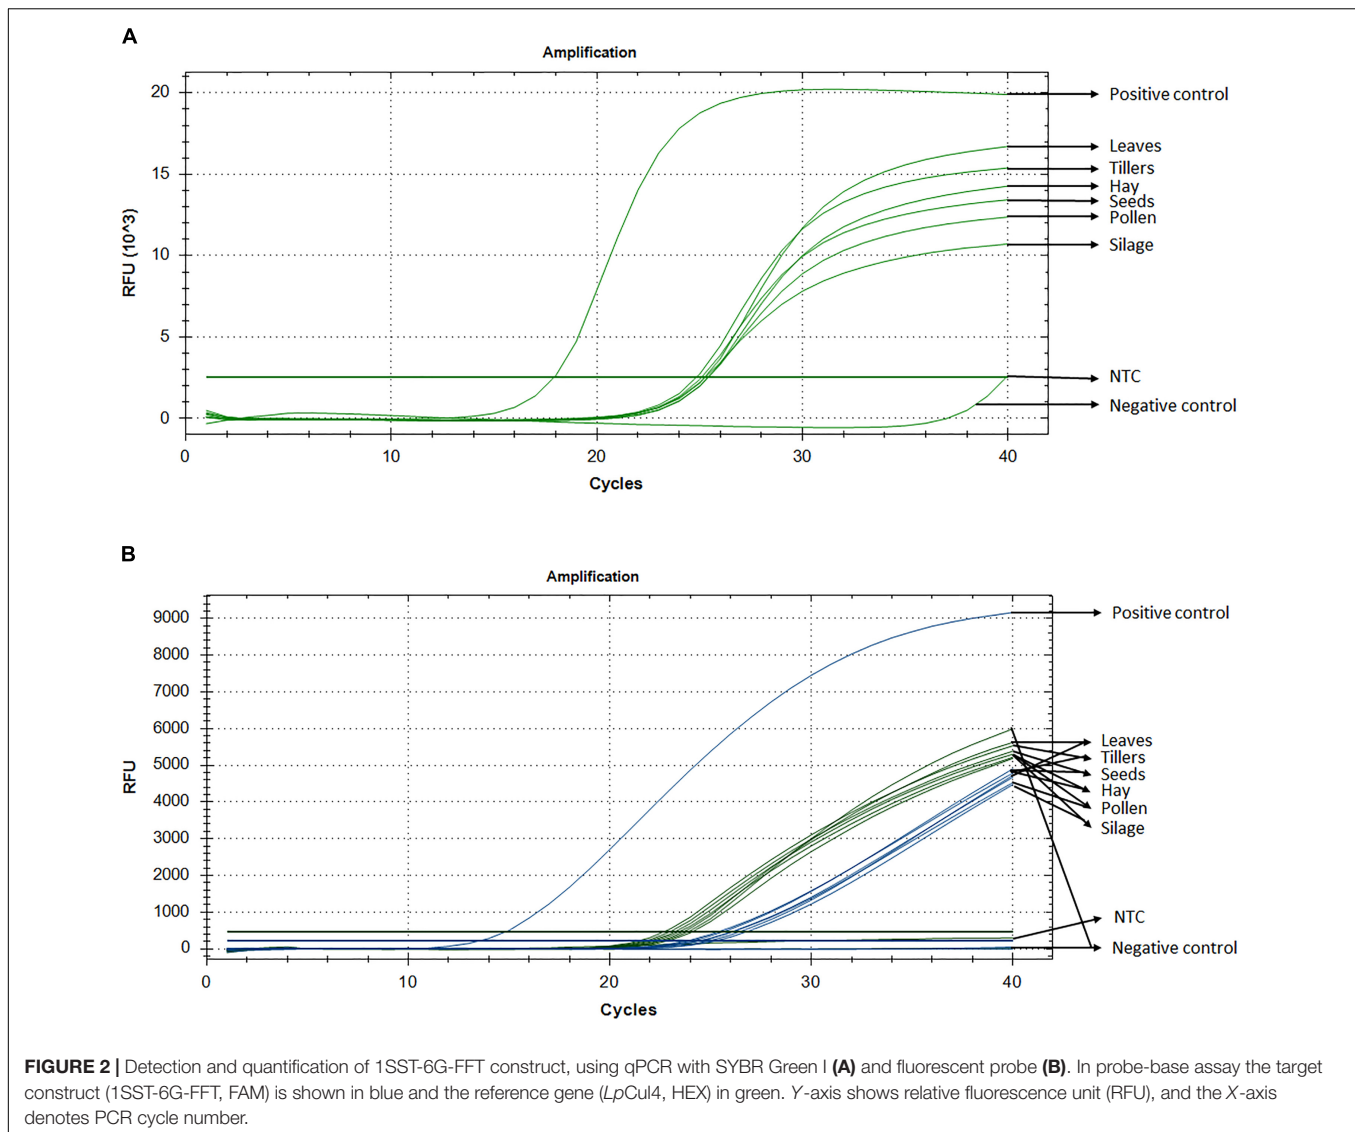 A
Amplification
20
15
10
5
0
RFU (10^3)
0
10
20
30
40
Cycles
Positive control
Leaves
Tillers
Hay
Seeds
Pollen
Silage
NTC
Negative control
B
Amplification
9000
8000
7000
6000
5000
4000
3000
2000
1000
0
RFU
0
10
20
30
40
Cycles
Positive control
Leaves
Tillers
Seeds
Hay
Pollen
Silage
NTC
Negative control
FIGURE 2 | Detection and quantification of 1SST-6G-FFT construct, using qPCR with SYBR Green I (A) and fluorescent probe (B). In probe-base assay the target
construct (1SST-6G-FFT, FAM) is shown in blue and the reference gene (LpCul4, HEX) in green. Y-axis shows relative fluorescence unit (RFU), and the X-axis
denotes PCR cycle number.